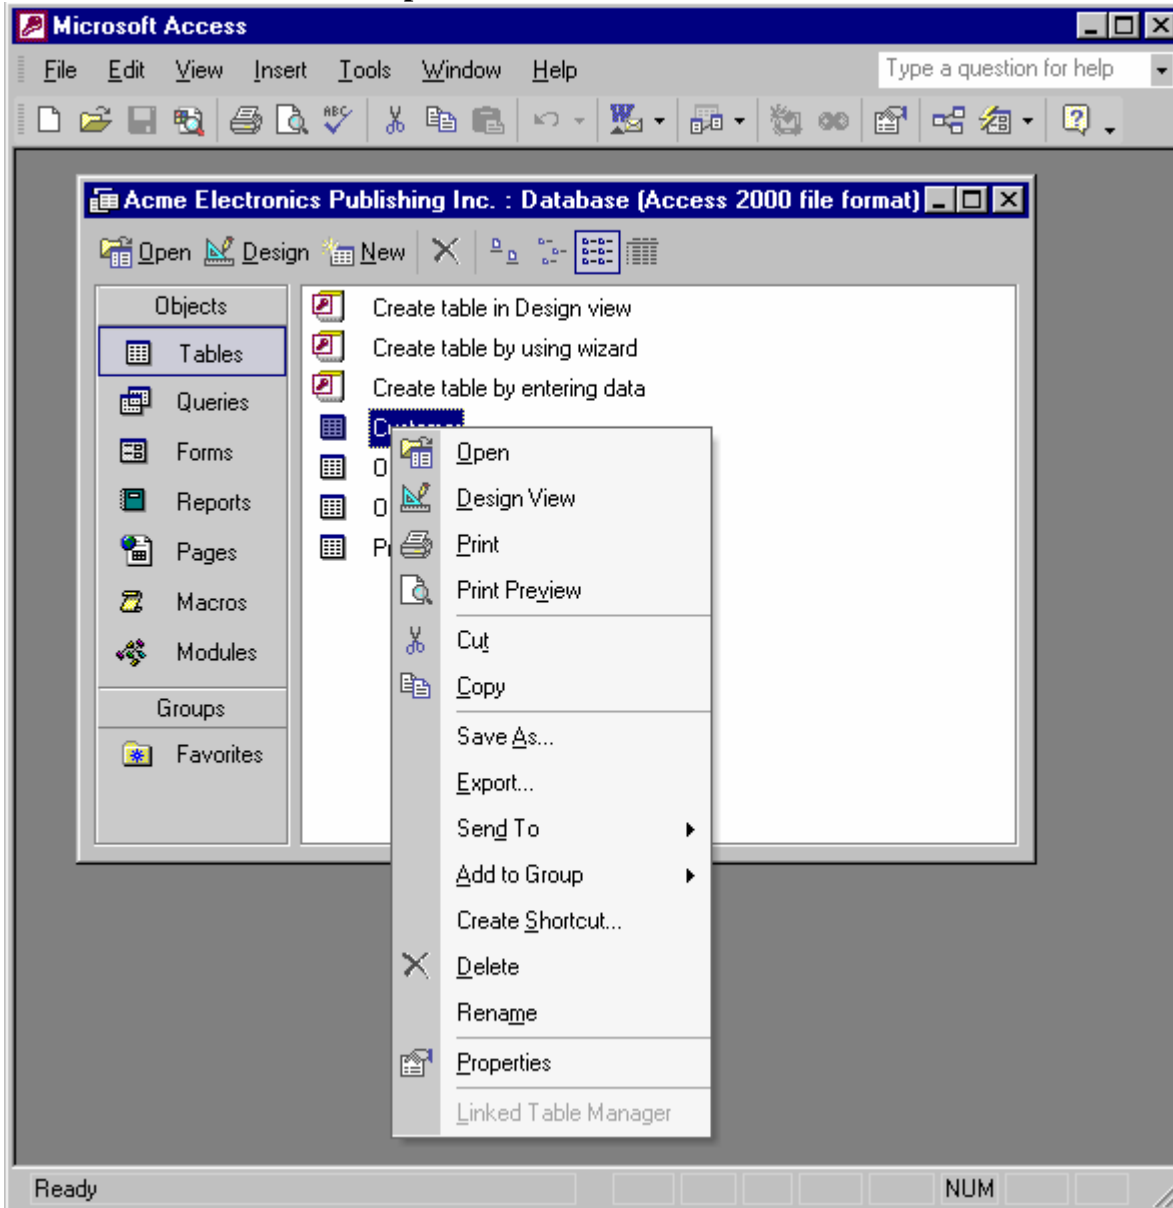 Microsoft Access
File Edit View Insert Tools Window Help Type a question for help
Acme Electronics Publishing Inc. : Database (Access 2000 file format)
Open Design New
Objects
Tables
Queries
Forms
Reports
Pages
Macros
Modules
Groups
Favorites
Create table in Design view
Create table by using wizard
Create table by entering data
Open
Design View
Print
Print Preview
Cut
Copy
Save As...
Export...
Send To
Add to Group
Create Shortcut...
Delete
Rename
Properties
Linked Table Manager
Ready NUM